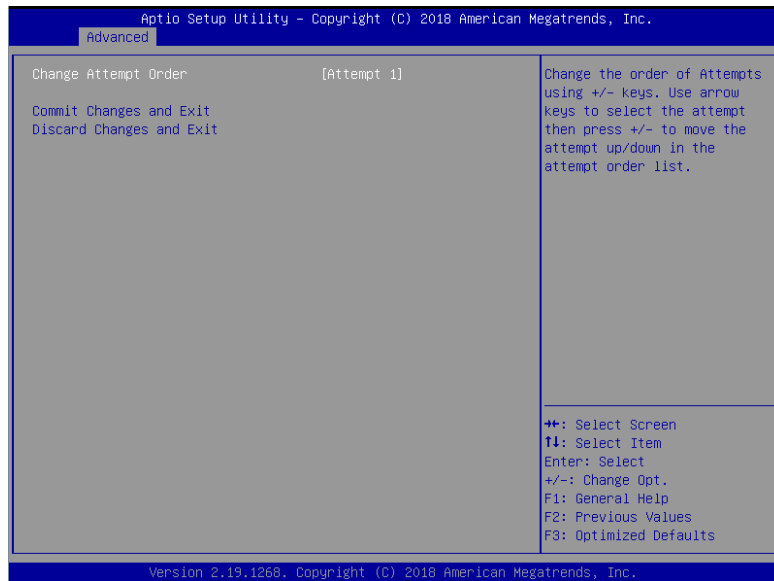 Aptio Setup Utility – Copyright (C) 2018 American Megatrends, Inc.
Advanced
Change Attempt Order [Attempt 1]
Commit Changes and Exit
Discard Changes and Exit
Change the order of Attempts
using +/- keys. Use arrow
keys to select the attempt
then press +/- to move the
attempt up/down in the
attempt order list.
→←: Select Screen
↑↓: Select Item
Enter: Select
+/-: Change Opt.
F1: General Help
F2: Previous Values
F3: Optimized Defaults
Version 2.19.1268. Copyright (C) 2018 American Megatrends, Inc.